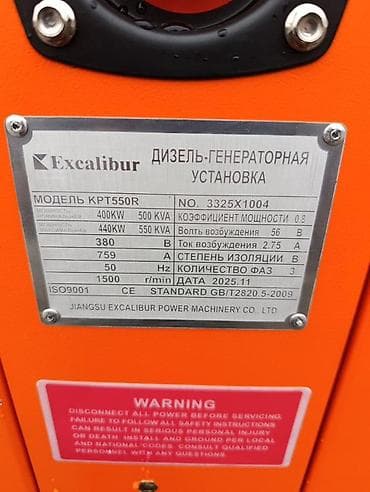 Excalibur
ДИЗЕЛЬ-ГЕНЕРАТОРНАЯ
УСТАНОВКА
МОДЕЛЬ KPT550R NO. 3325X1004
400KW 500 KVA КОЭФФИЦИЕНТ МОЩНОСТИ 0.8
440KW 550 KVA Волть возбуждения 56 В
380 В Ток возбуждения 2.75 А
759 А СТЕПЕНЬ ИЗОЛЯЦИИ В
50 Hz КОЛИЧЕСТВО ФАЗ 3
1500 r/min ДАТА 2025.11
ISO9001 CE STANDARD GB/T2820.5-2009
JIANGSU EXCALIBUR POWER MACHINERY CO., LTD
WARNING
DISCONNECT ALL POWER BEFORE SERVICING.
FAILURE TO FOLLOW ALL SAFETY INSTRUCTIONS
CAN RESULT IN SERIOUS PERSONAL INJURY
OR DEATH. INSTALL AND GROUND PER LOCAL
AND NATIONAL CODES. CONSULT QUALIFIED
PERSONNEL WITH ANY QUESTIONS.